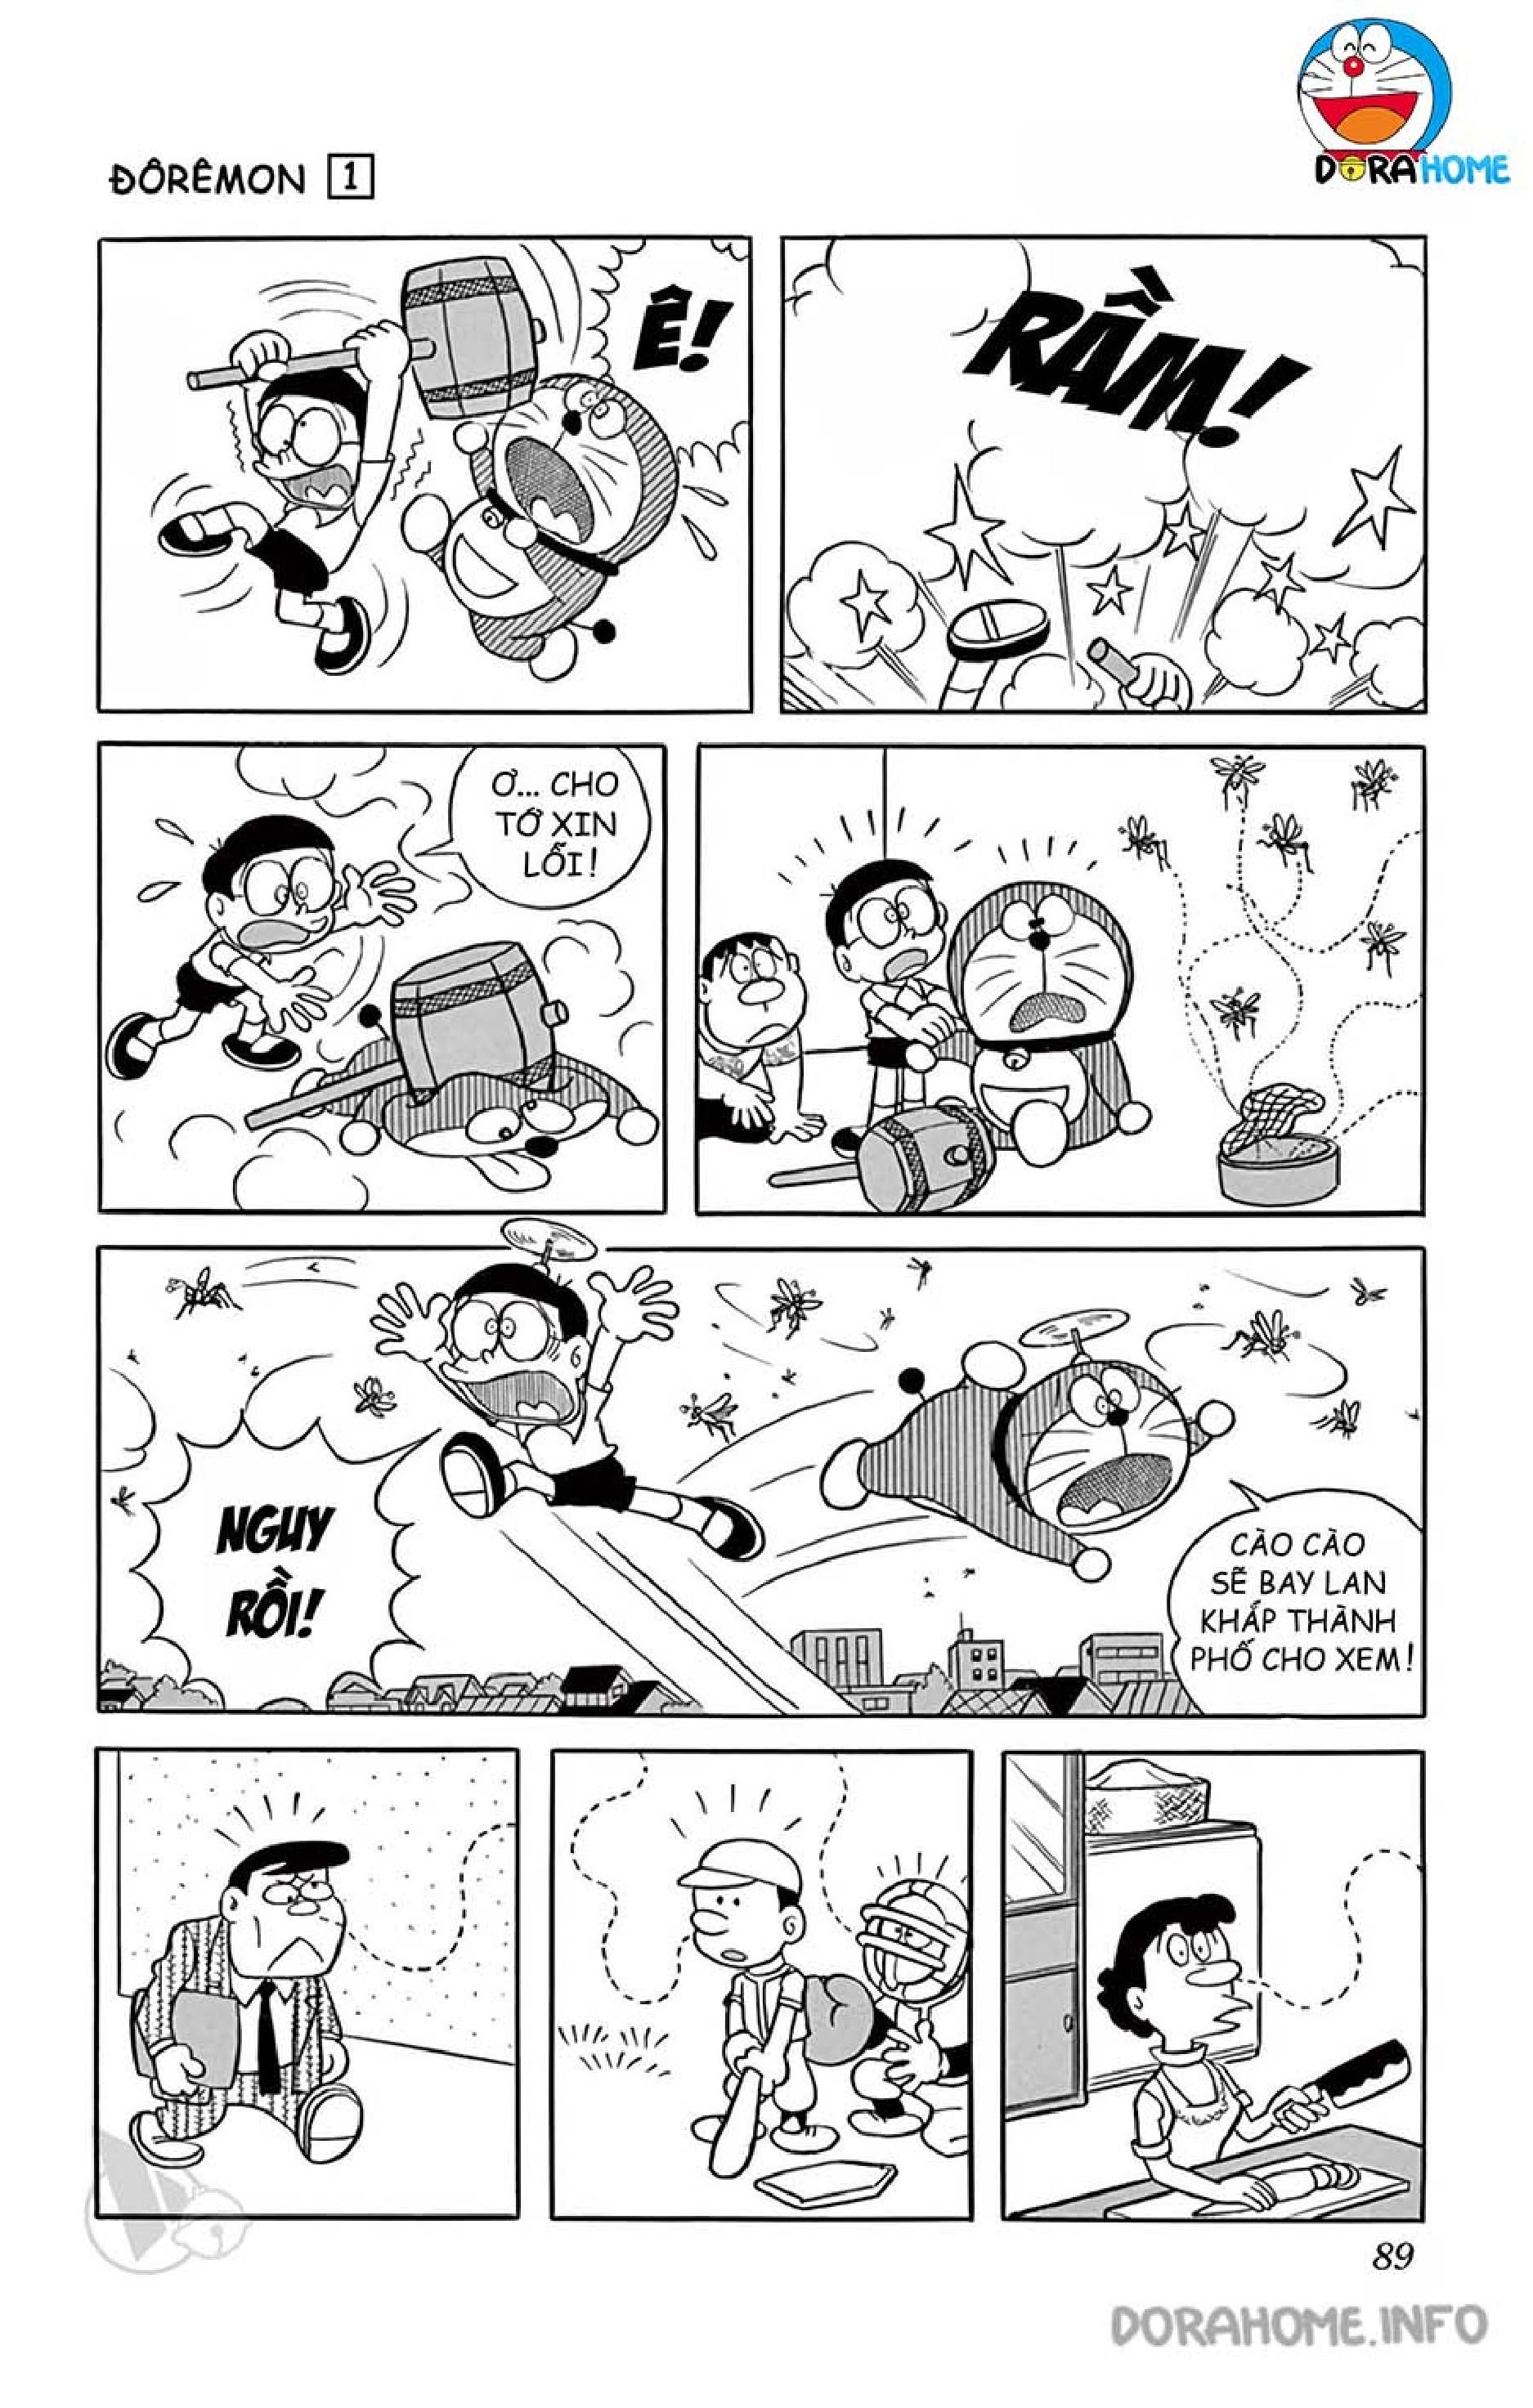 DORAHOME
ĐÔRÊMON 1
Ê!
RẦM!
Ơ... CHO
TỚ XIN
LỖI!
NGUY
RỒI!
CÀO CÀO
SẼ BAY LAN
KHẮP THÀNH
PHỐ CHO XEM!
89
DORAHOME.INFO